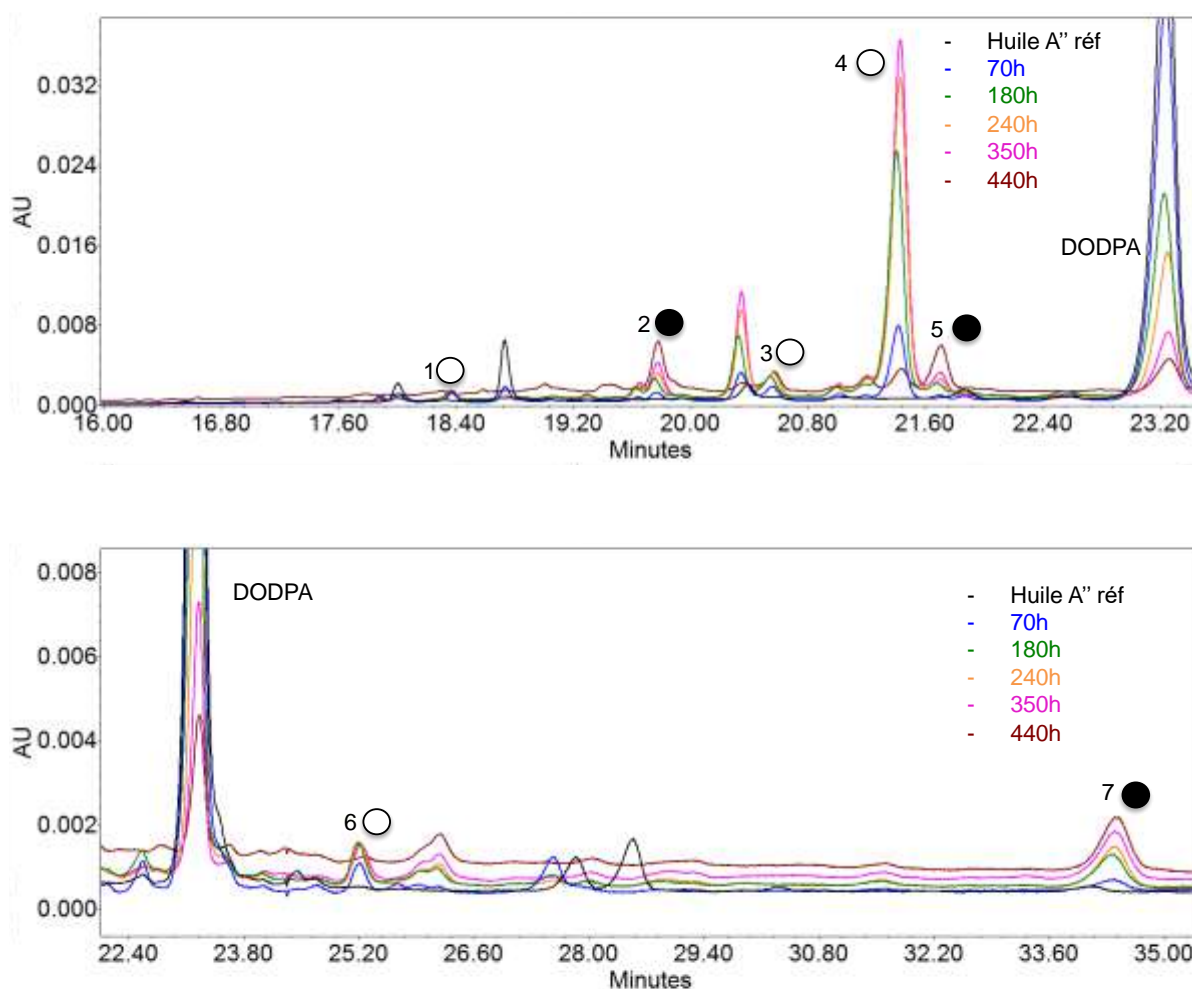 0.032
0.024
0.016
0.008
0.000
AU
4
- Huile A’’ réf
- 70h
- 180h
- 240h
- 350h
- 440h
DODPA
1
2
3
5
16.00 16.80 17.60 18.40 19.20 20.00 20.80 21.60 22.40 23.20
Minutes
0.008
0.006
0.004
0.002
0.000
AU
DODPA
- Huile A’’ réf
- 70h
- 180h
- 240h
- 350h
- 440h
6
7
22.40 23.80 25.20 26.60 28.00 29.40 30.80 32.20 33.60 35.00
Minutes